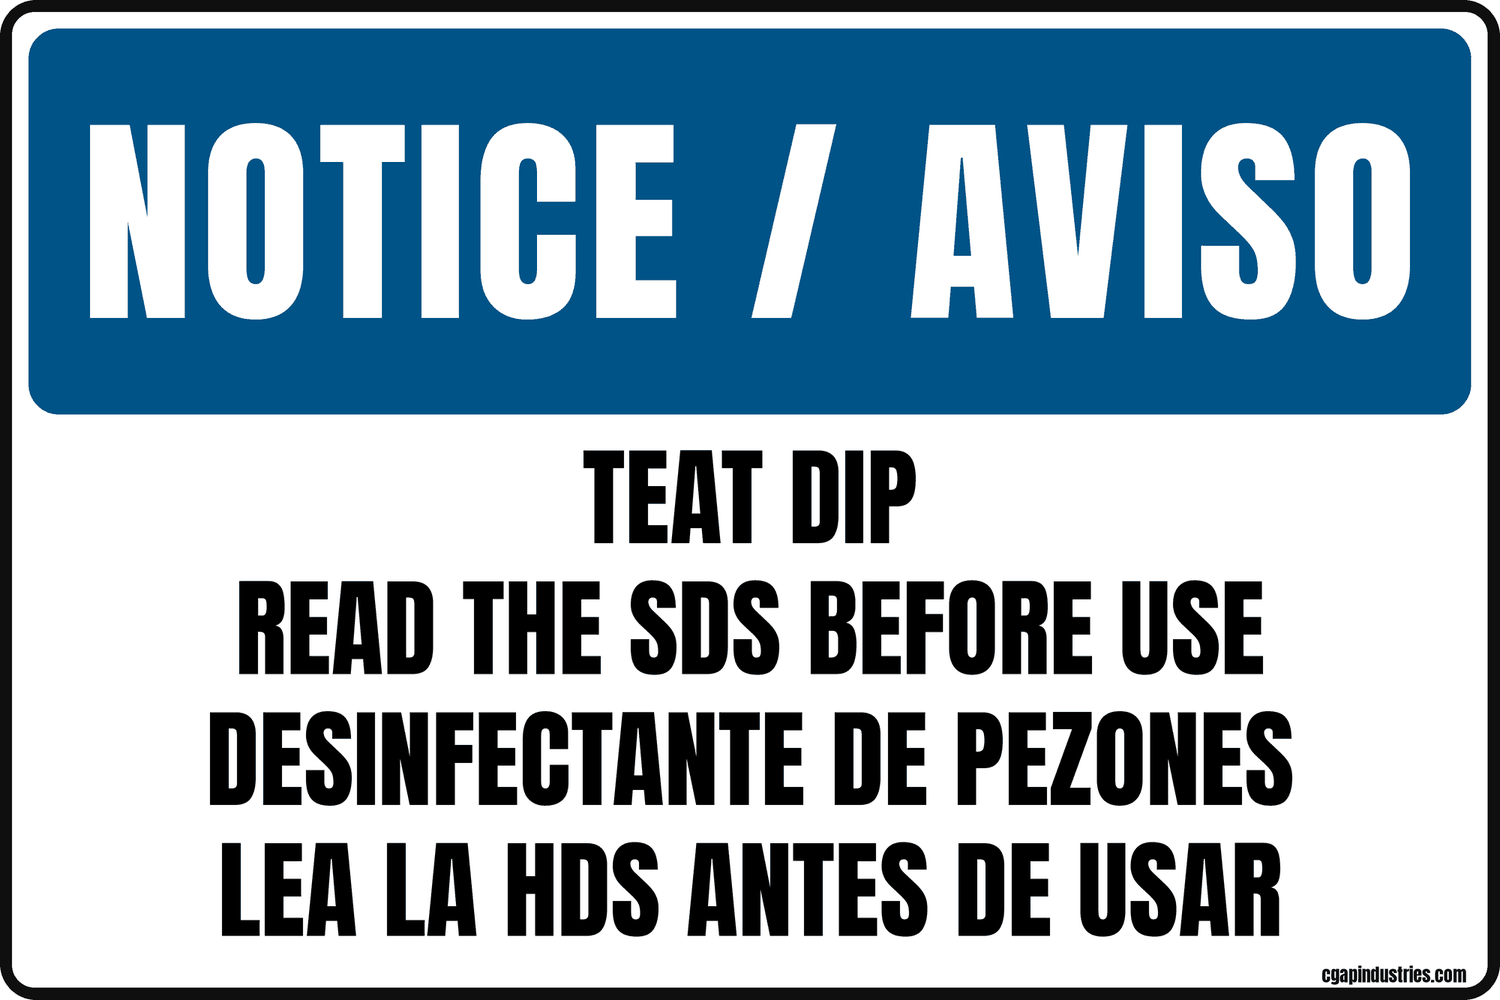 NOTICE / AVISO
TEAT DIP
READ THE SDS BEFORE USE
DESINFECTANTE DE PEZONES
LEA LA HDS ANTES DE USAR
cgapindustries.com